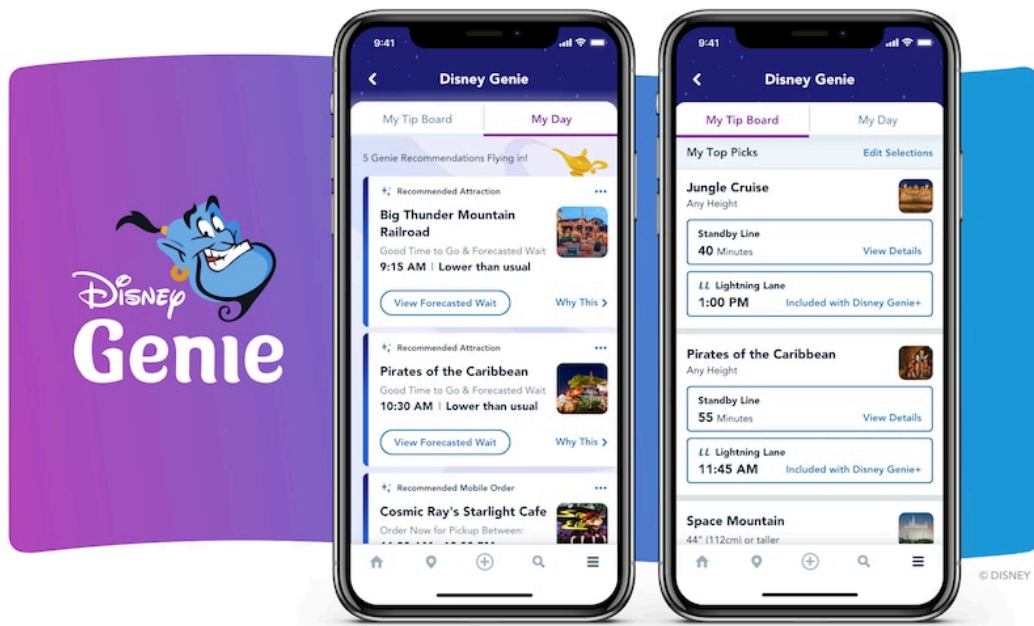 Disney
Genie
9:41
Disney Genie
My Tip Board
My Day
5 Genie Recommendations Flying in!
Recommended Attraction
Big Thunder Mountain
Railroad
Good Time to Go & Forecasted Wait
9:15 AM | Lower than usual
View Forecasted Wait
Why This >
Recommended Attraction
Pirates of the Caribbean
Good Time to Go & Forecasted Wait
10:30 AM | Lower than usual
View Forecasted Wait
Why This >
Recommended Mobile Order
Cosmic Ray's Starlight Cafe
Order Now for Pickup Between:
9:41
Disney Genie
My Tip Board
My Day
My Top Picks
Edit Selections
Jungle Cruise
Any Height
Standby Line
40 Minutes
View Details
LL Lightning Lane
1:00 PM
Included with Disney Genie+
Pirates of the Caribbean
Any Height
Standby Line
55 Minutes
View Details
LL Lightning Lane
11:45 AM
Included with Disney Genie+
Space Mountain
44" (112cm) or taller
© DISNEY